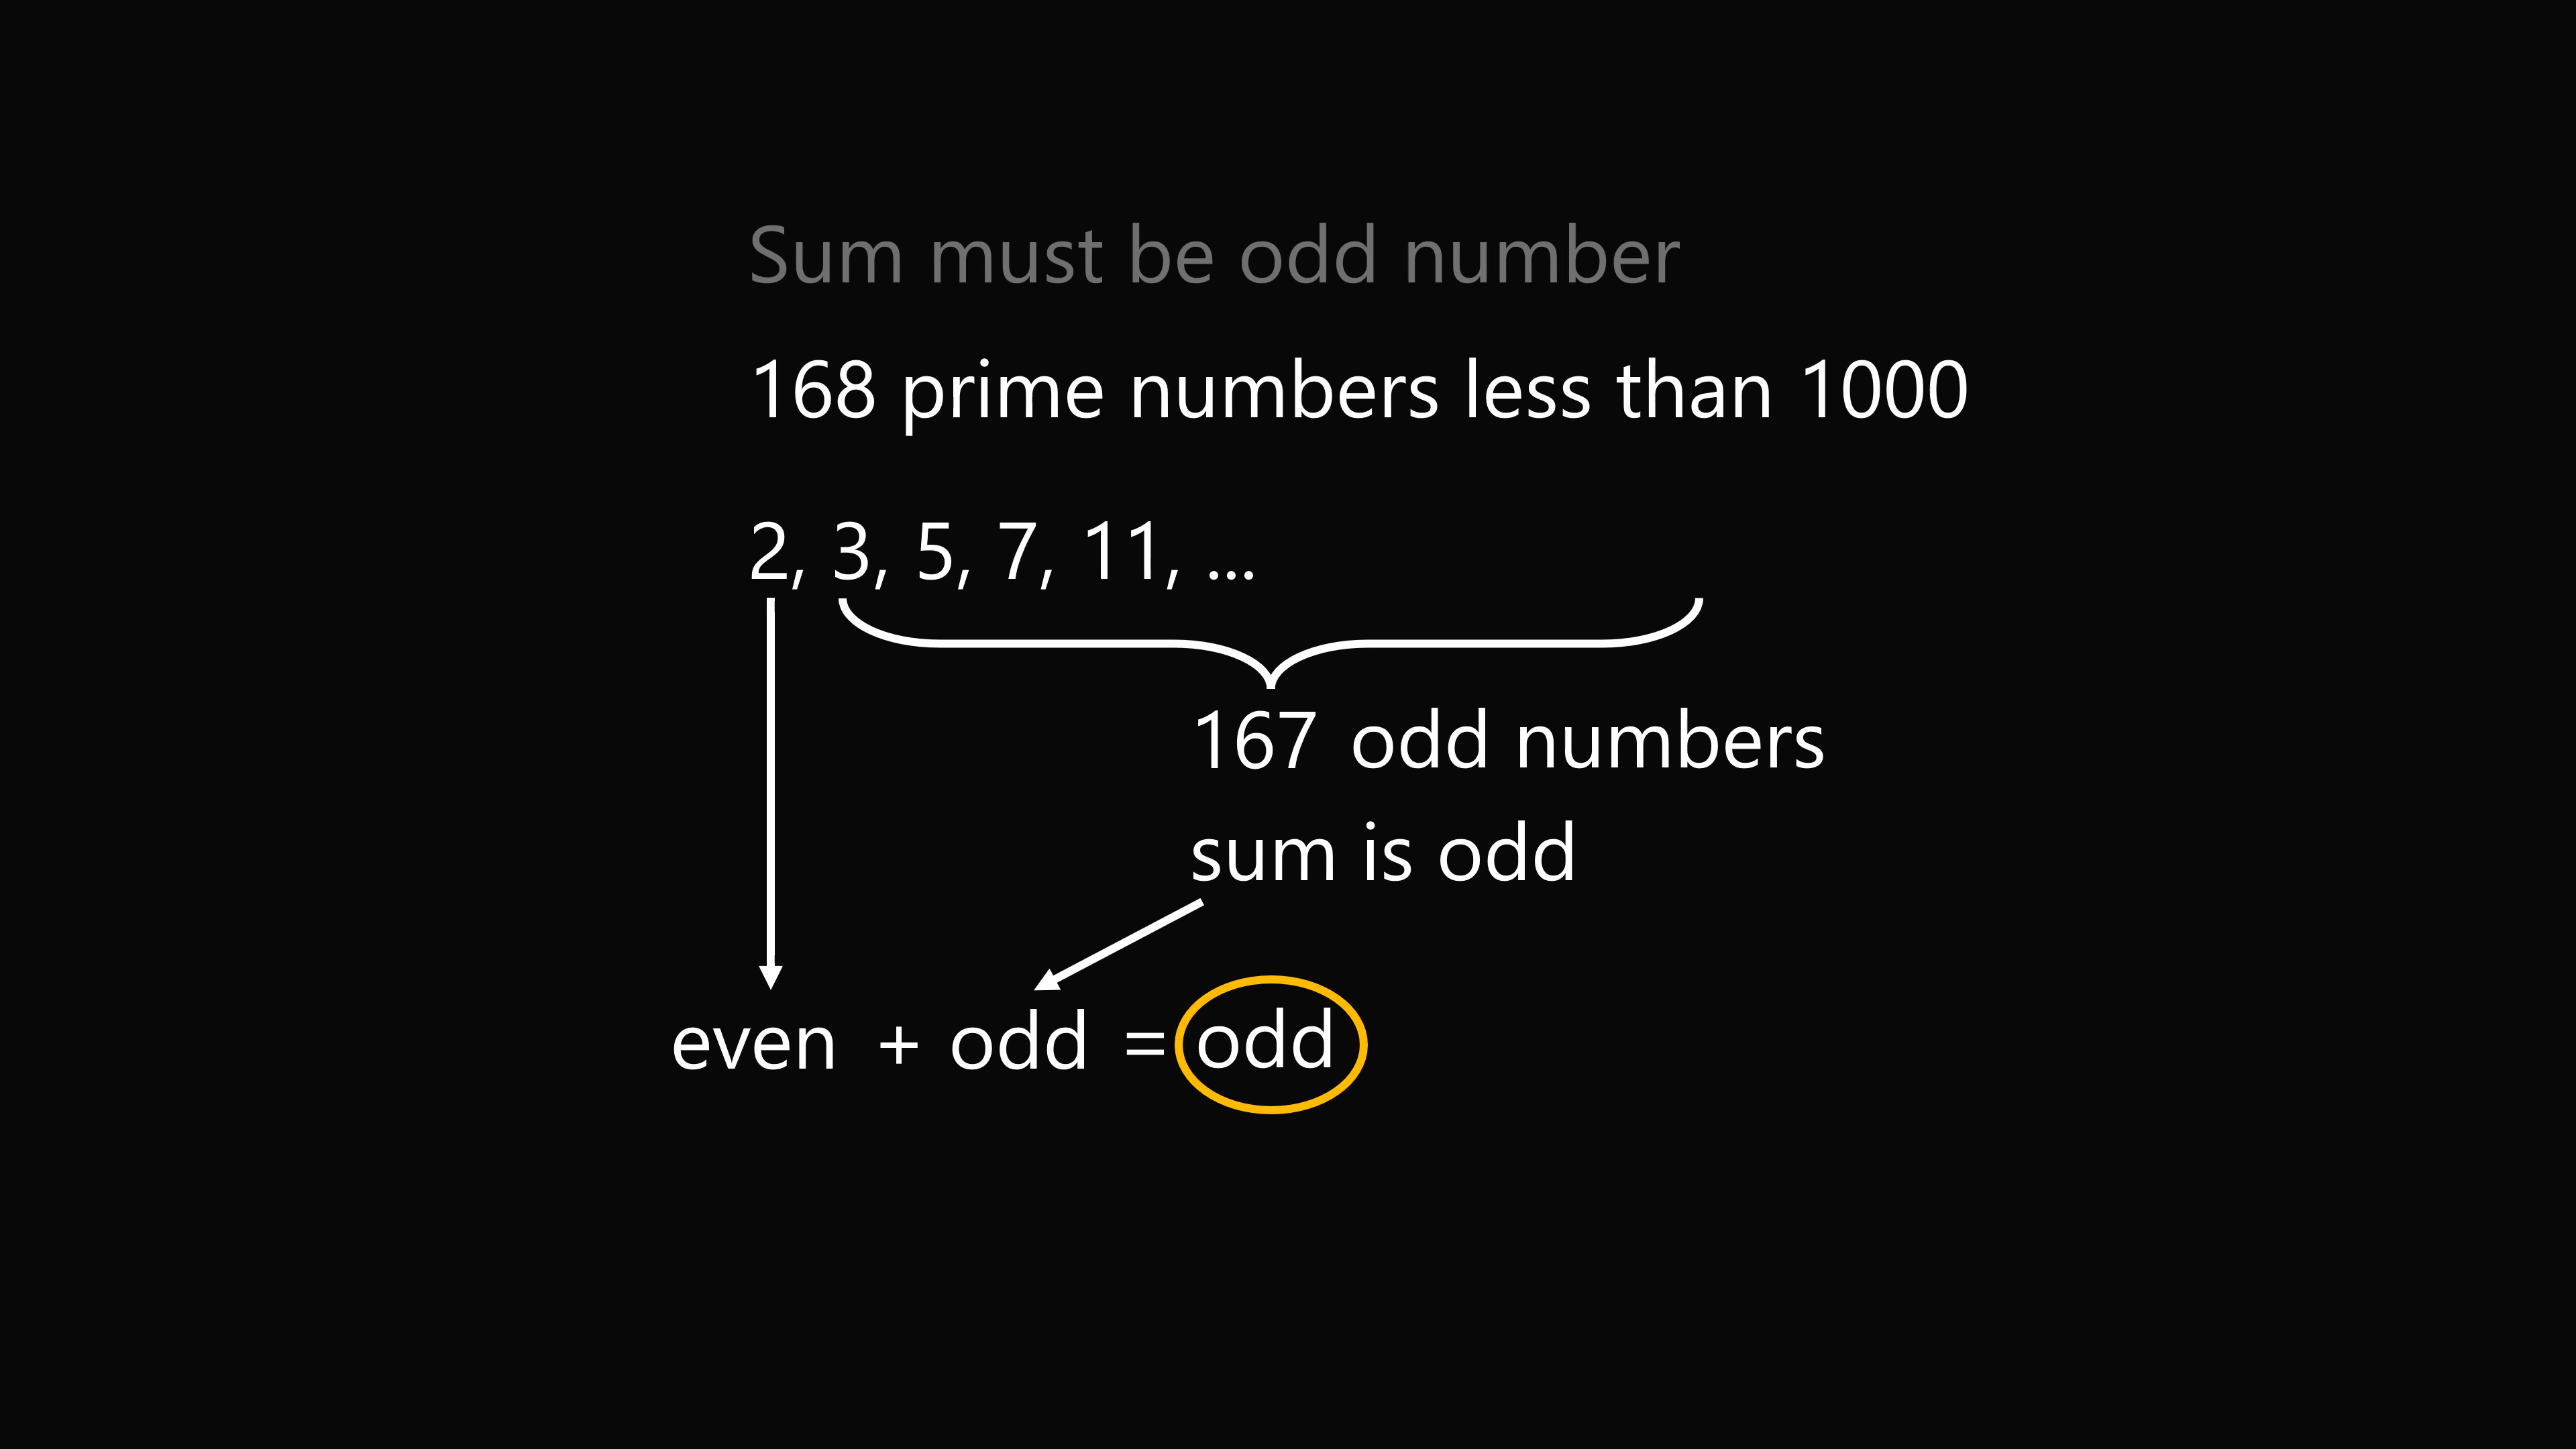 Sum must be odd number
168 prime numbers less than 1000
2, 3, 5, 7, 11, ...
167 odd numbers
sum is odd
even + odd = odd